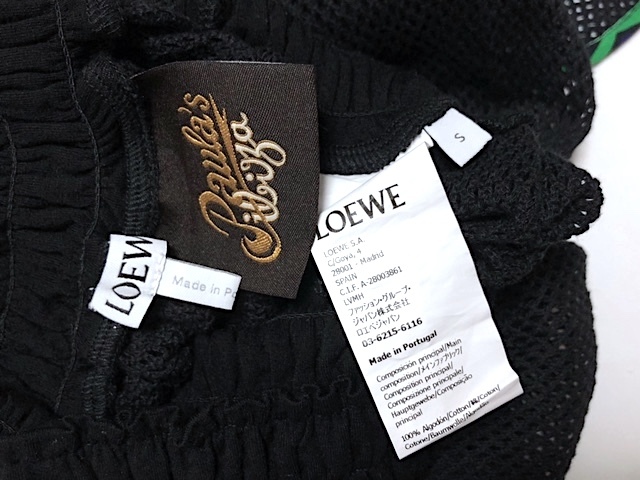 Paula's
Ibiza
LOEW
Made in Po
S
LOEWE
LOEWE S.A.
C/Goya, 4
28001 - Madrid
SPAIN
C.I.F. A-28003861
LVMH
ファッション・グループ・
ジャパン株式会社
ロエベジャパン
03-6215-6116
Made in Portugal
Composición principal/Main
composition/メインファブリック/
Composition principal/
Composizione principale/
Hauptgewebe/Composição
principal
100% Algodón/Cotton/綿/Coton/
Cotone/Baumwolle/Algodão